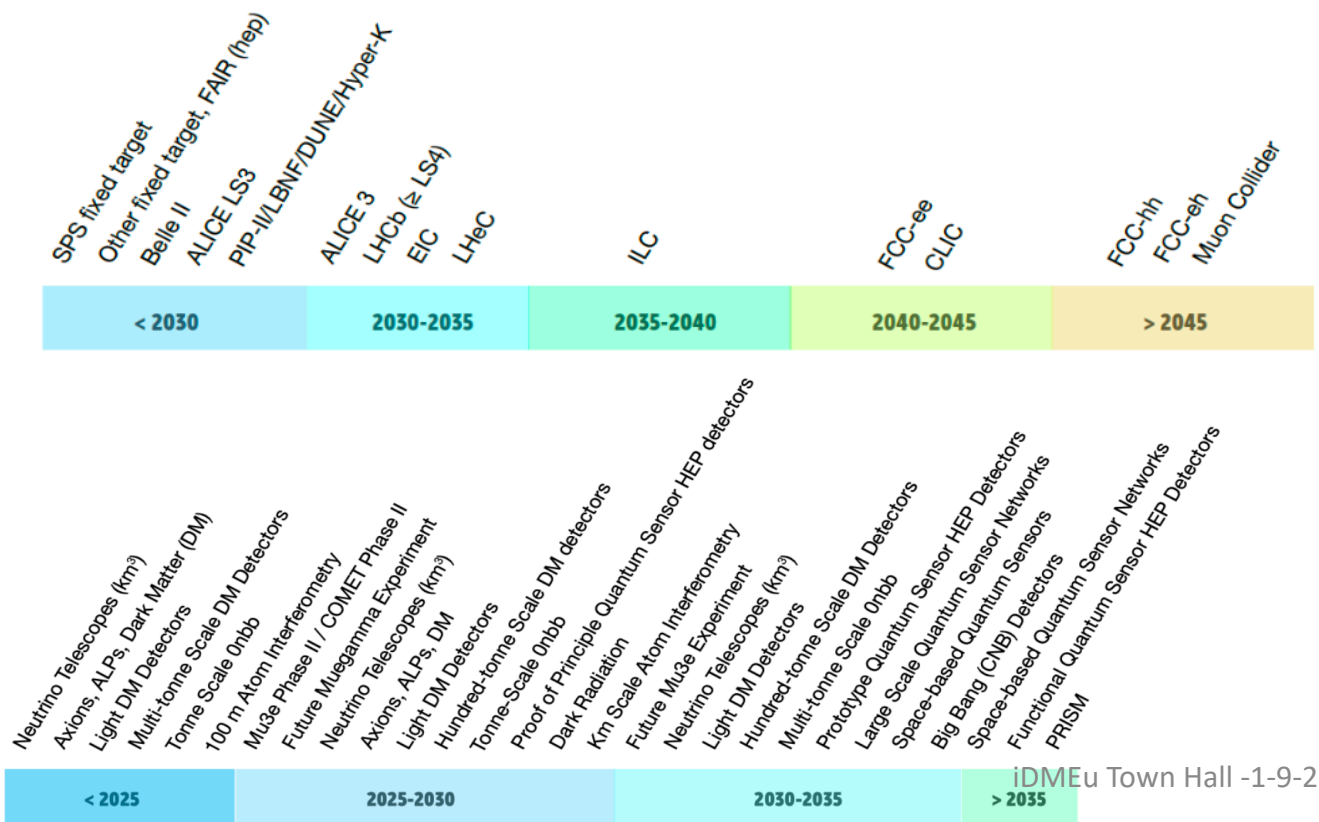 SPS fixed target
Other fixed target, FAIR (hep)
Belle II
ALICE LS3
PIP-II/LBNF/DUNE/Hyper-K
ALICE 3
LHCb (≥ LS4)
EIC
LHeC
ILC
FCC-ee
CLIC
FCC-hh
FCC-eh
Muon Collider
< 2030
2030-2035
2035-2040
2040-2045
> 2045
Neutrino Telescopes (km³)
Axions, ALPs, Dark Matter (DM)
Light DM Detectors
Multi-tonne Scale DM Detectors
Tonne Scale 0nbb
100 m Atom Interferometry
Mu3e Phase II / COMET Phase II
Future Muegamma Experiment
Neutrino Telescopes (km³)
Axions, ALPs, DM
Light DM Detectors
Hundred-tonne Scale DM detectors
Tonne-Scale 0nbb
Proof of Principle Quantum Sensor HEP detectors
Dark Radiation
Km Scale Atom Interferometry
Future Mu3e Experiment
Neutrino Telescopes (km³)
Light DM Detectors
Hundred-tonne Scale DM Detectors
Multi-tonne Scale 0nbb
Prototype Quantum Sensor HEP Detectors
Large Scale Quantum Sensor Networks
Space-based Quantum Sensors
Big Bang (CNB) Detectors
Space-based Quantum Sensor Networks
Functional Quantum Sensor HEP Detectors
PRISM
iDMEu Town Hall -1-9-2
< 2025
2025-2030
2030-2035
> 2035